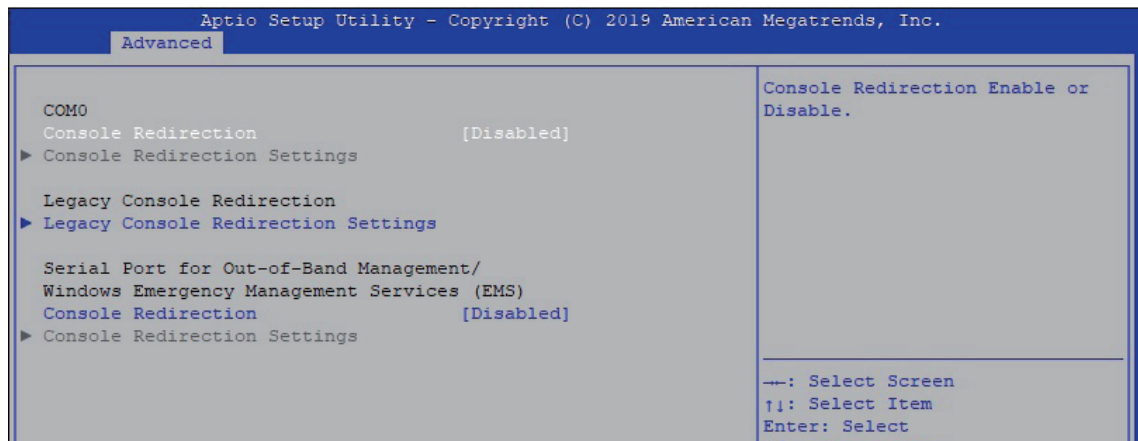 Aptio Setup Utility - Copyright (C) 2019 American Megatrends, Inc.
Advanced
COM0
Console Redirection [Disabled]
► Console Redirection Settings
Legacy Console Redirection
► Legacy Console Redirection Settings
Serial Port for Out-of-Band Management/
Windows Emergency Management Services (EMS)
Console Redirection [Disabled]
► Console Redirection Settings
Console Redirection Enable or
Disable.
→←: Select Screen
↑↓: Select Item
Enter: Select